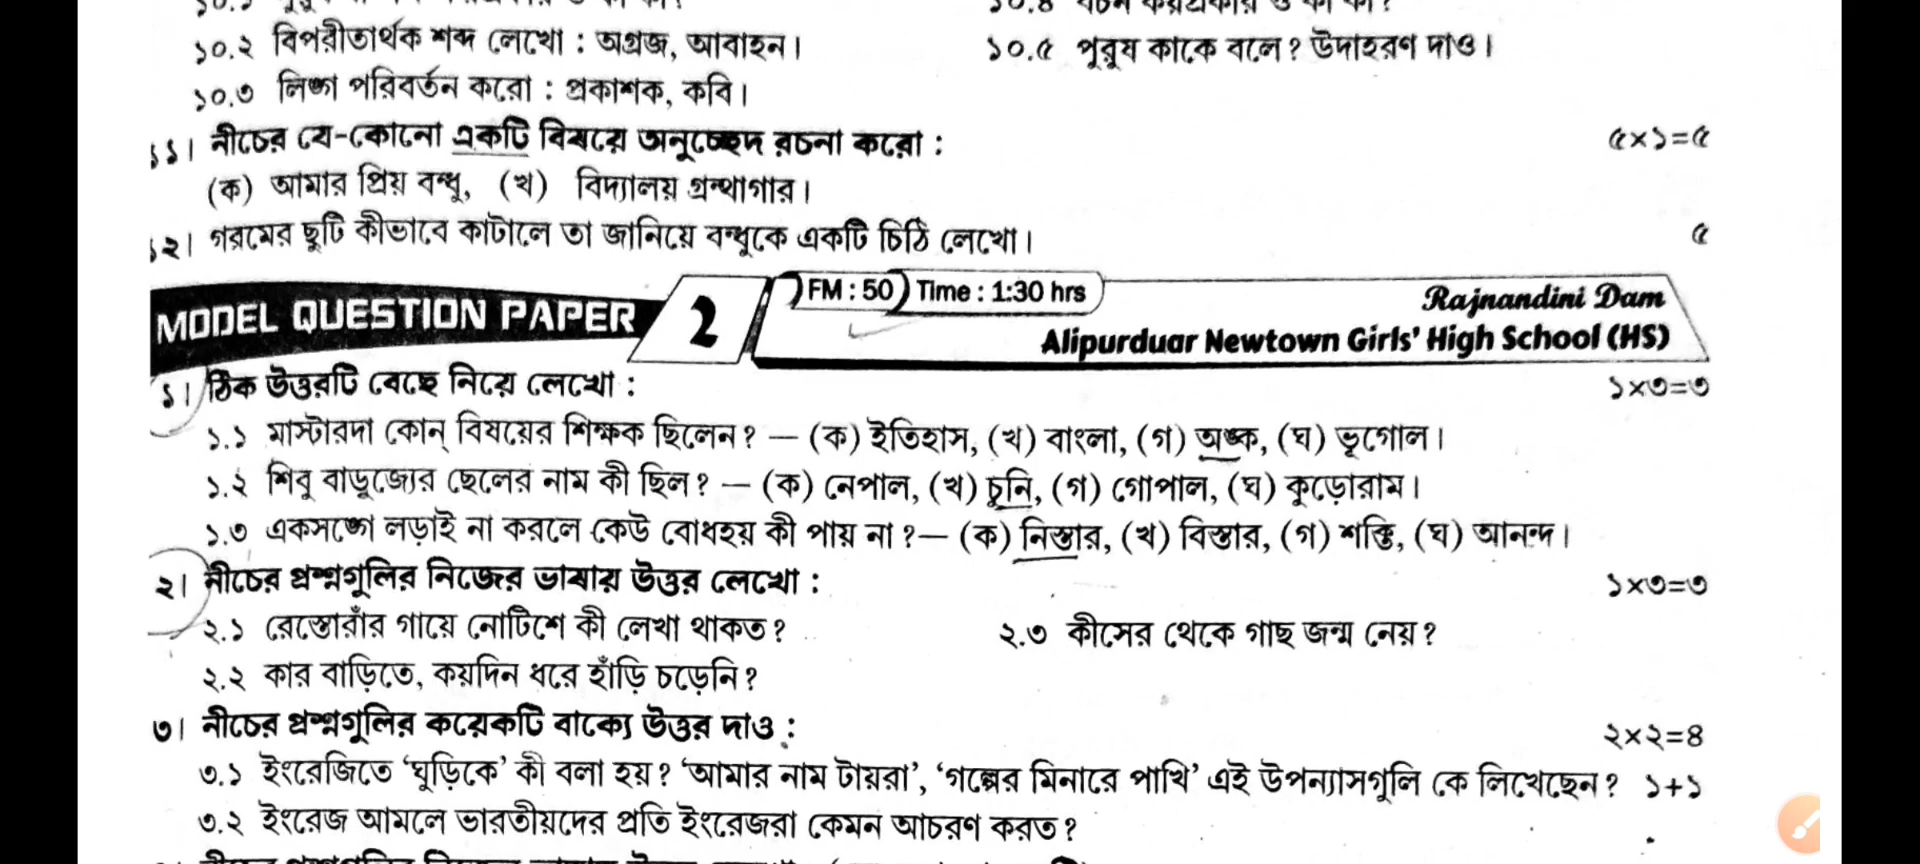 ১০.২ বিপরীতার্থক শব্দ লেখো : অগ্রজ, আবাহন।
১০.৫ পুরুষ কাকে বলে? উদাহরণ দাও।
১০.৩ লিঙ্গ পরিবর্তন করো : প্রকাশক, কবি।
১১। নীচের যে-কোনো একটি বিষয়ে অনুচ্ছেদ রচনা করো : ৫×১=৫
(ক) আমার প্রিয় বন্ধু, (খ) বিদ্যালয় গ্রন্থাগার।
১২। গরমের ছুটি কীভাবে কাটালে তা জানিয়ে বন্ধুকে একটি চিঠি লেখো। ৫
MODEL QUESTION PAPER 2
FM : 50 Time : 1:30 hrs
Rajnandini Dam
Alipurduar Newtown Girls' High School (HS)
১। ঠিক উত্তরটি বেছে নিয়ে লেখো : ১×৩=৩
১.১ মাস্টারদা কোন্ বিষয়ের শিক্ষক ছিলেন? — (ক) ইতিহাস, (খ) বাংলা, (গ) অঙ্ক, (ঘ) ভূগোল।
১.২ শিবু বাড়ুজ্যের ছেলের নাম কী ছিল? — (ক) নেপাল, (খ) চুনি, (গ) গোপাল, (ঘ) কুড়োরাম।
১.৩ একসঙ্গে লড়াই না করলে কেউ বোধহয় কী পায় না?— (ক) নিস্তার, (খ) বিস্তার, (গ) শক্তি, (ঘ) আনন্দ।
২। নীচের প্রশ্নগুলির নিজের ভাষায় উত্তর লেখো : ১×৩=৩
২.১ রেস্তোরাঁর গায়ে নোটিশে কী লেখা থাকত?
২.৩ কীসের থেকে গাছ জন্ম নেয়?
২.২ কার বাড়িতে, কয়দিন ধরে হাঁড়ি চড়েনি?
৩। নীচের প্রশ্নগুলির কয়েকটি বাক্যে উত্তর দাও : ২×২=৪
৩.১ ইংরেজিতে ‘ঘুড়িকে’ কী বলা হয়? ‘আমার নাম টায়রা’, ‘গল্পের মিনারে পাখি’ এই উপন্যাসগুলি কে লিখেছেন? ১+১
৩.২ ইংরেজ আমলে ভারতীয়দের প্রতি ইংরেজরা কেমন আচরণ করত?